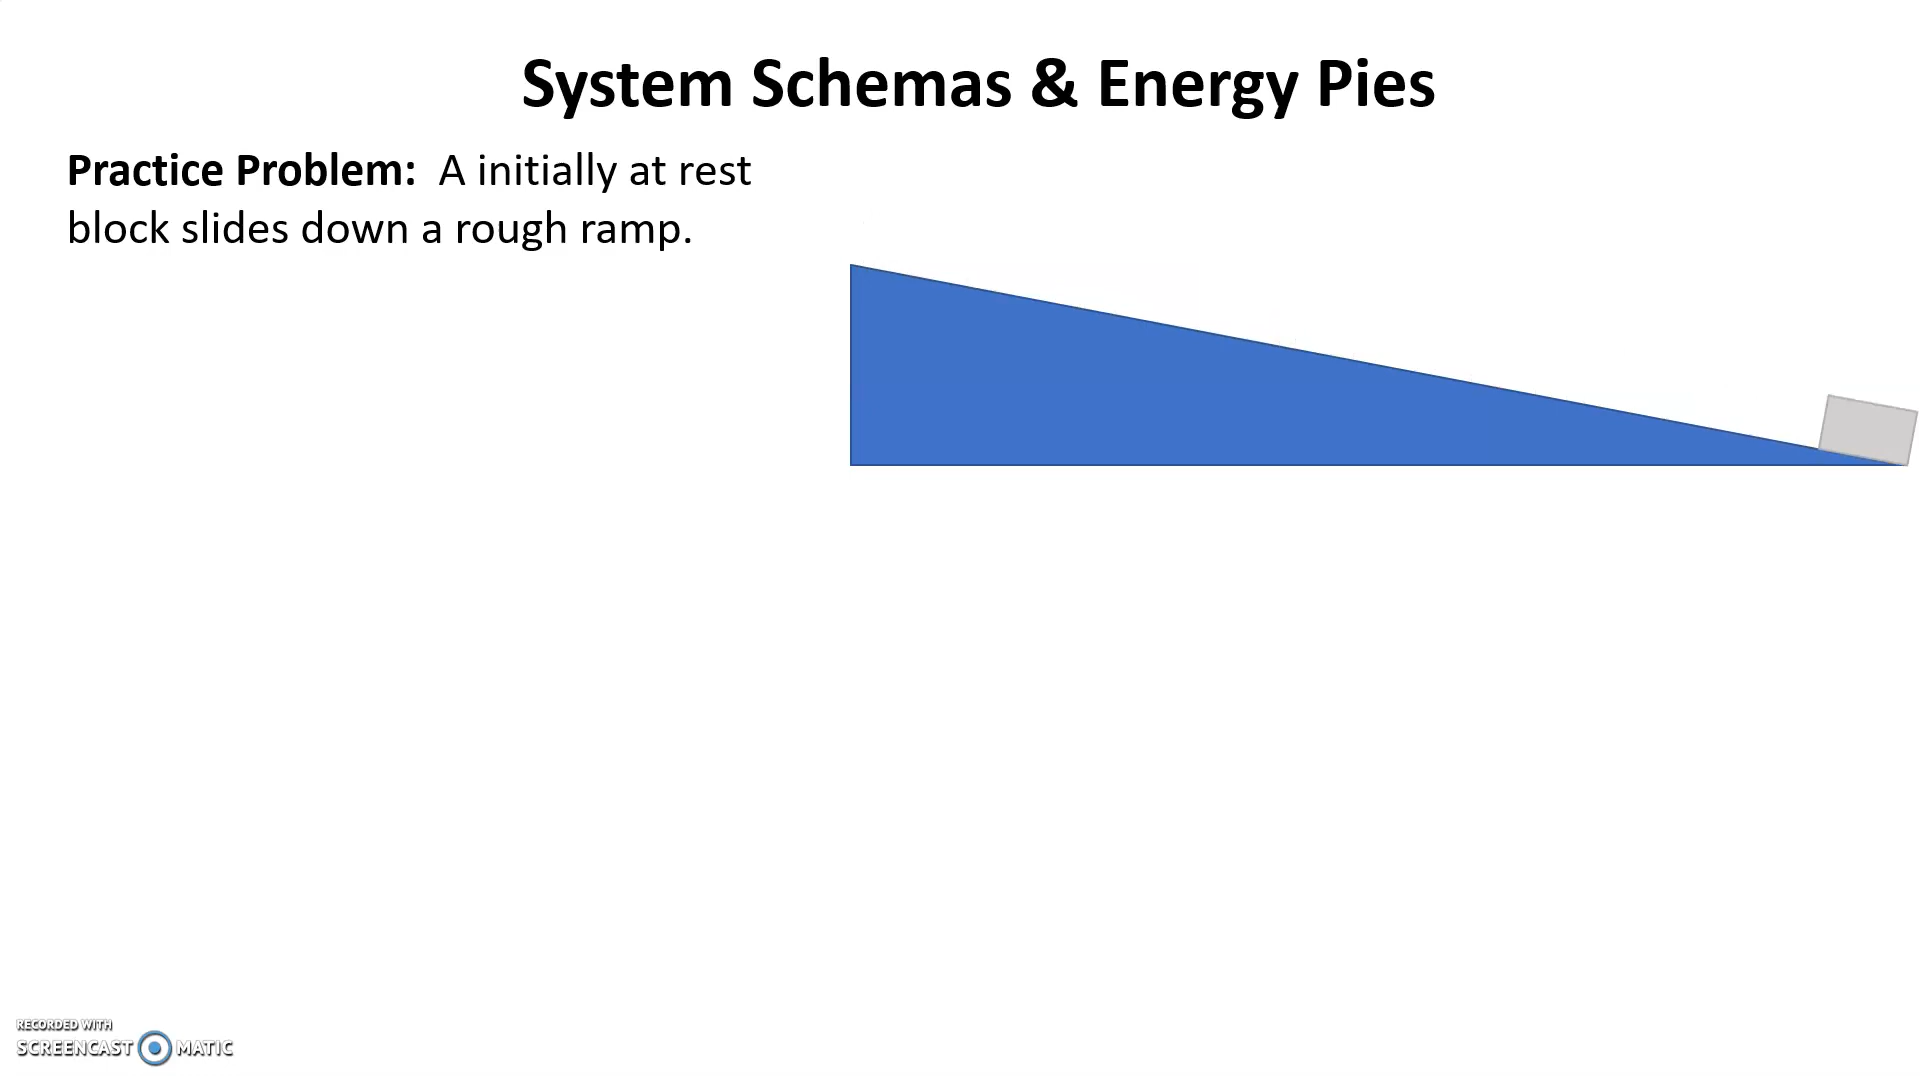 System Schemas & Energy Pies
Practice Problem: A initially at rest
block slides down a rough ramp.
RECORDED WITH
SCREENCAST MATIC